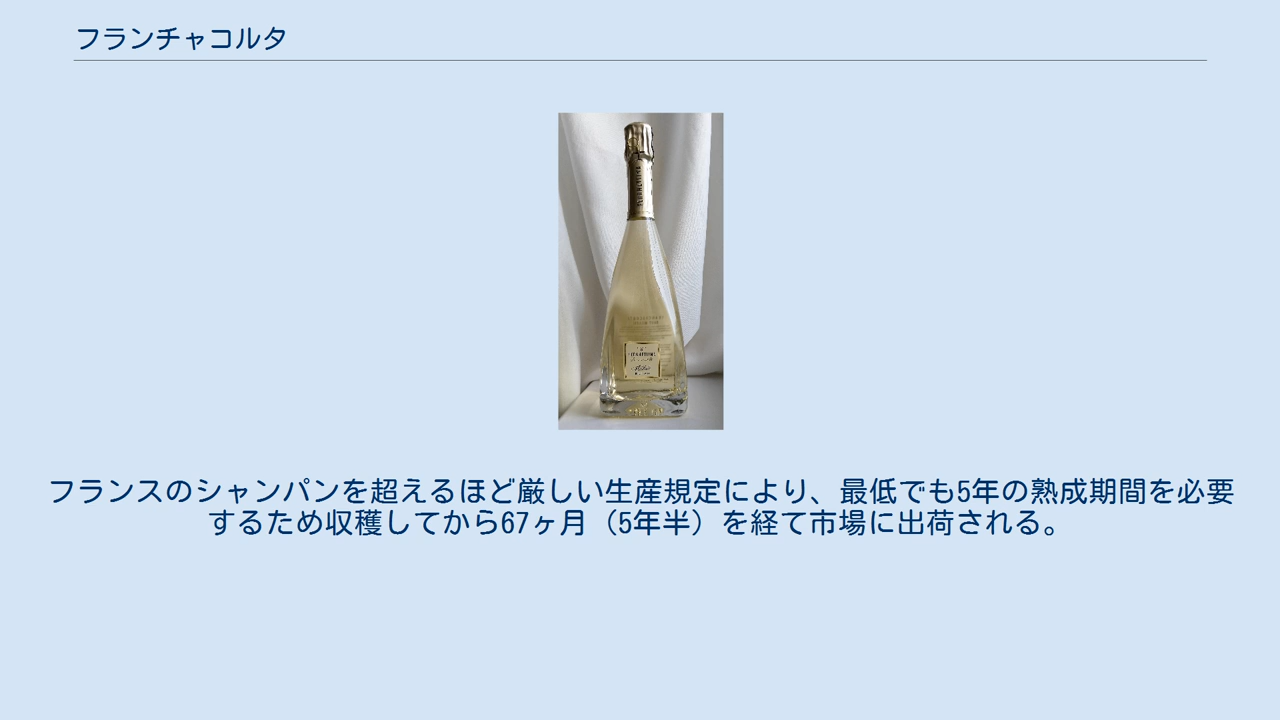 フランチャコルタ
フランスのシャンパンを超えるほど厳しい生産規定により、最低でも5年の熟成期間を必要
するため収穫してから67ヶ月（5年半）を経て市場に出荷される。